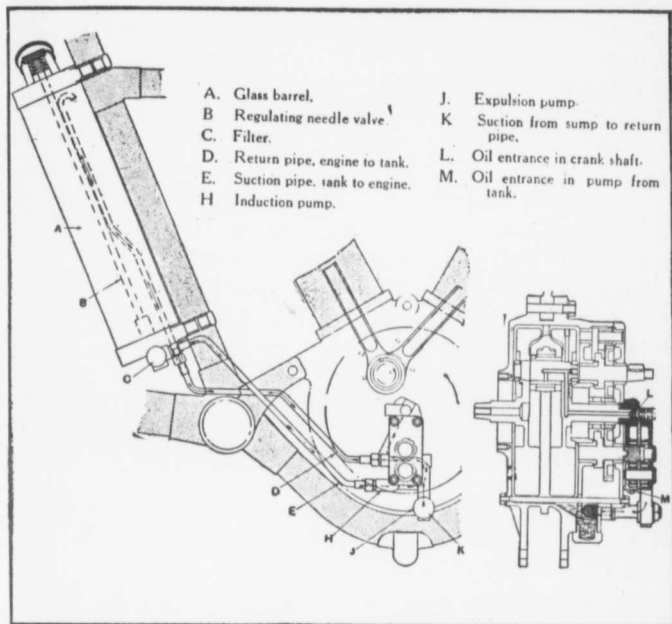 A. Glass barrel,
B Regulating needle valve.
C. Filter.
D. Return pipe, engine to tank.
E. Suction pipe, tank to engine.
H Induction pump.
J. Expulsion pump.
K Suction from sump to return
pipe.
L. Oil entrance in crank shaft.
M. Oil entrance in pump from
tank.
A
B
C
D
E
H
J
K
L
M